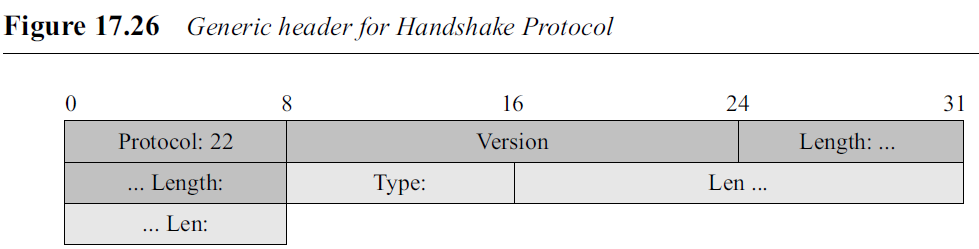 Figure 17.26 Generic header for Handshake Protocol
0 8 16 24 31
Protocol: 22 Version Length: ...
... Length: Type: Len ...
... Len: